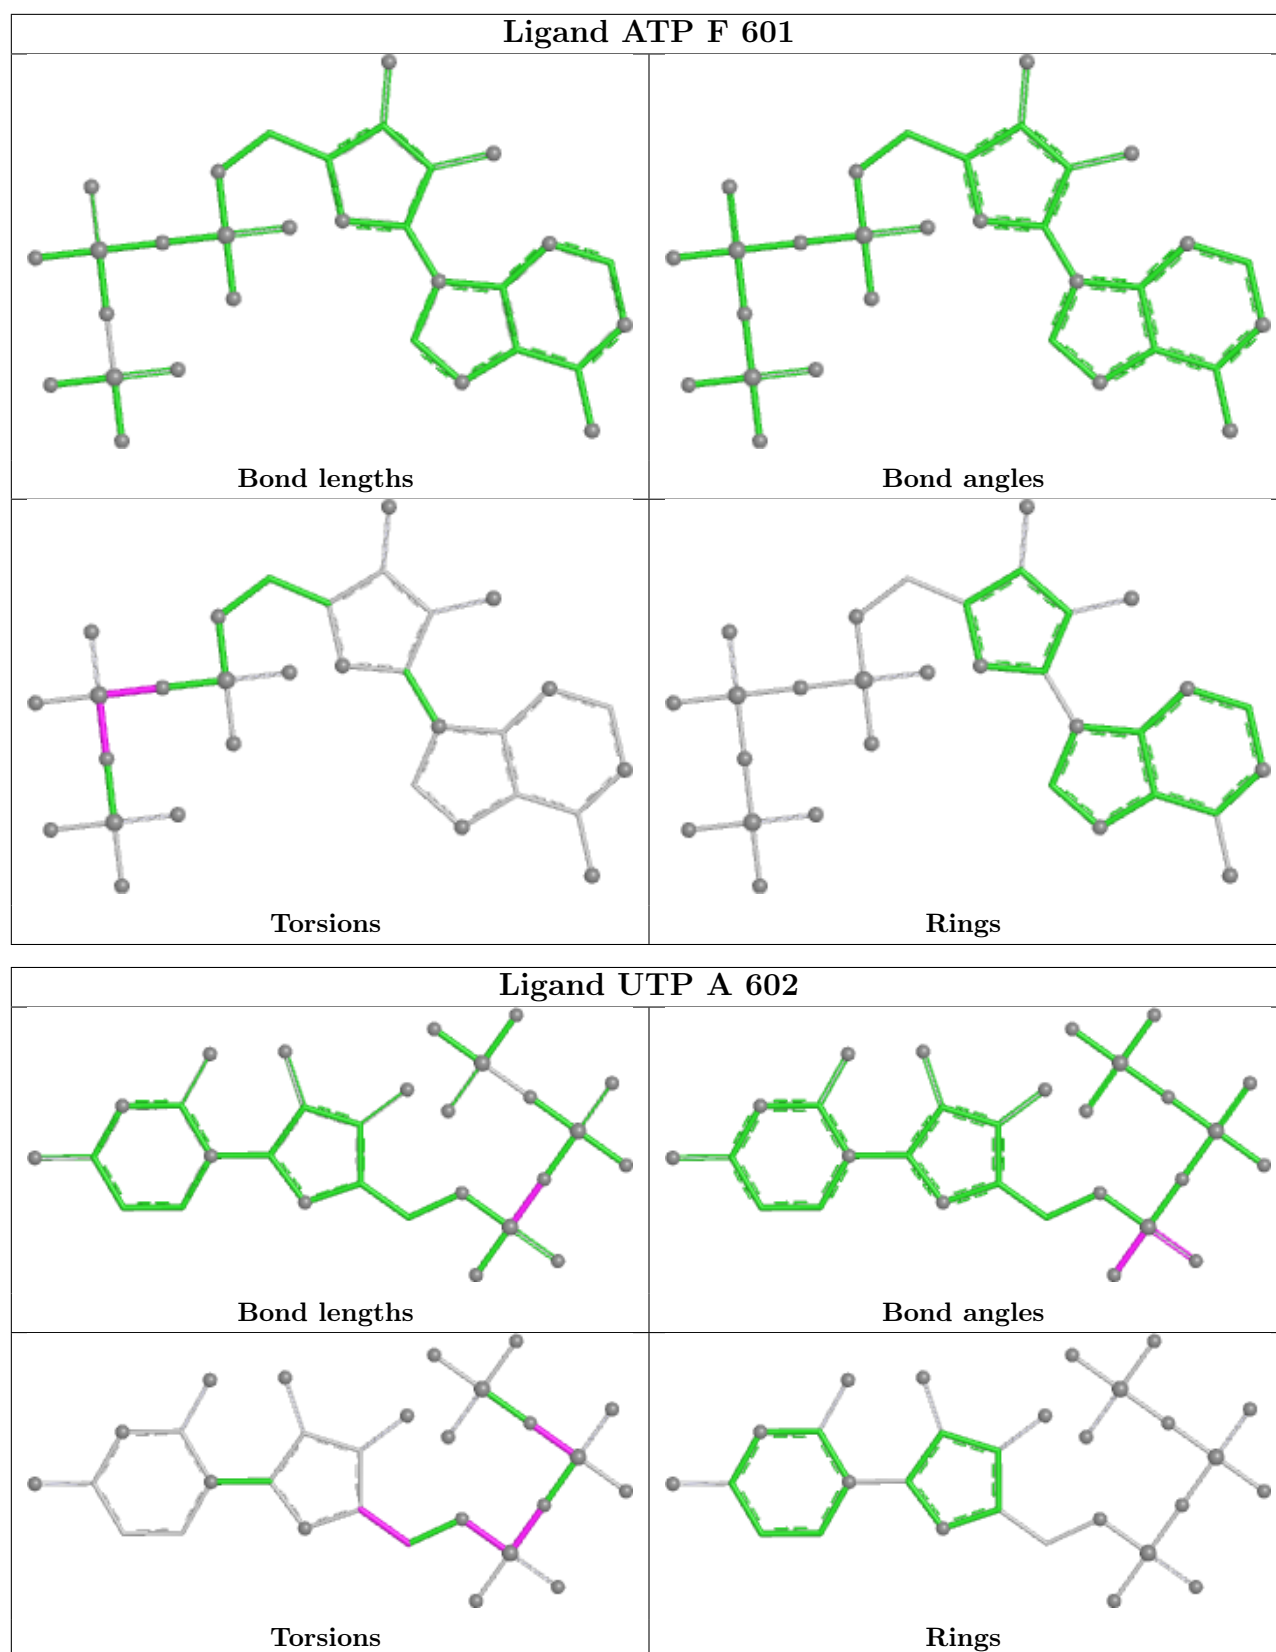 Ligand ATP F 601
Bond lengths
Bond angles
Torsions
Rings
Ligand UTP A 602
Bond lengths
Bond angles
Torsions
Rings